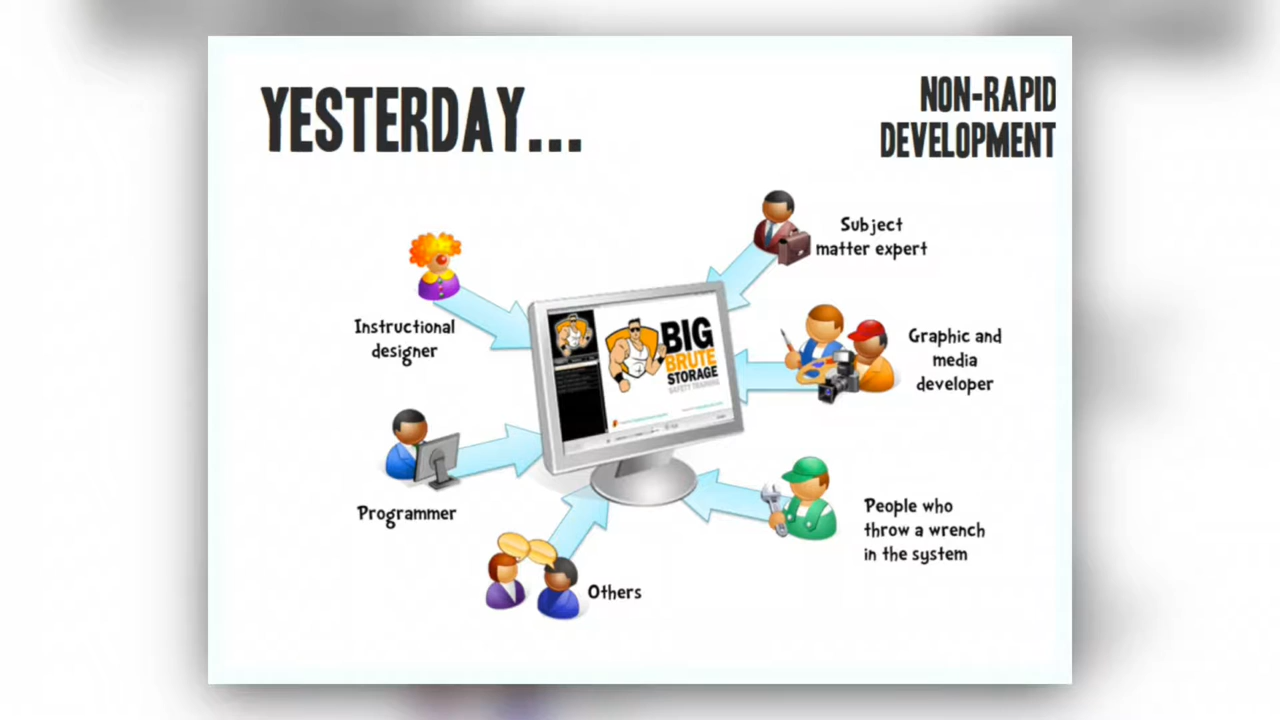 YESTERDAY...
NON-RAPID
DEVELOPMENT
Subject
matter expert
Instructional
designer
BIG
BRUTE
STORAGE
SAFETY TRAINING
Graphic and
media
developer
Programmer
People who
throw a wrench
in the system
Others